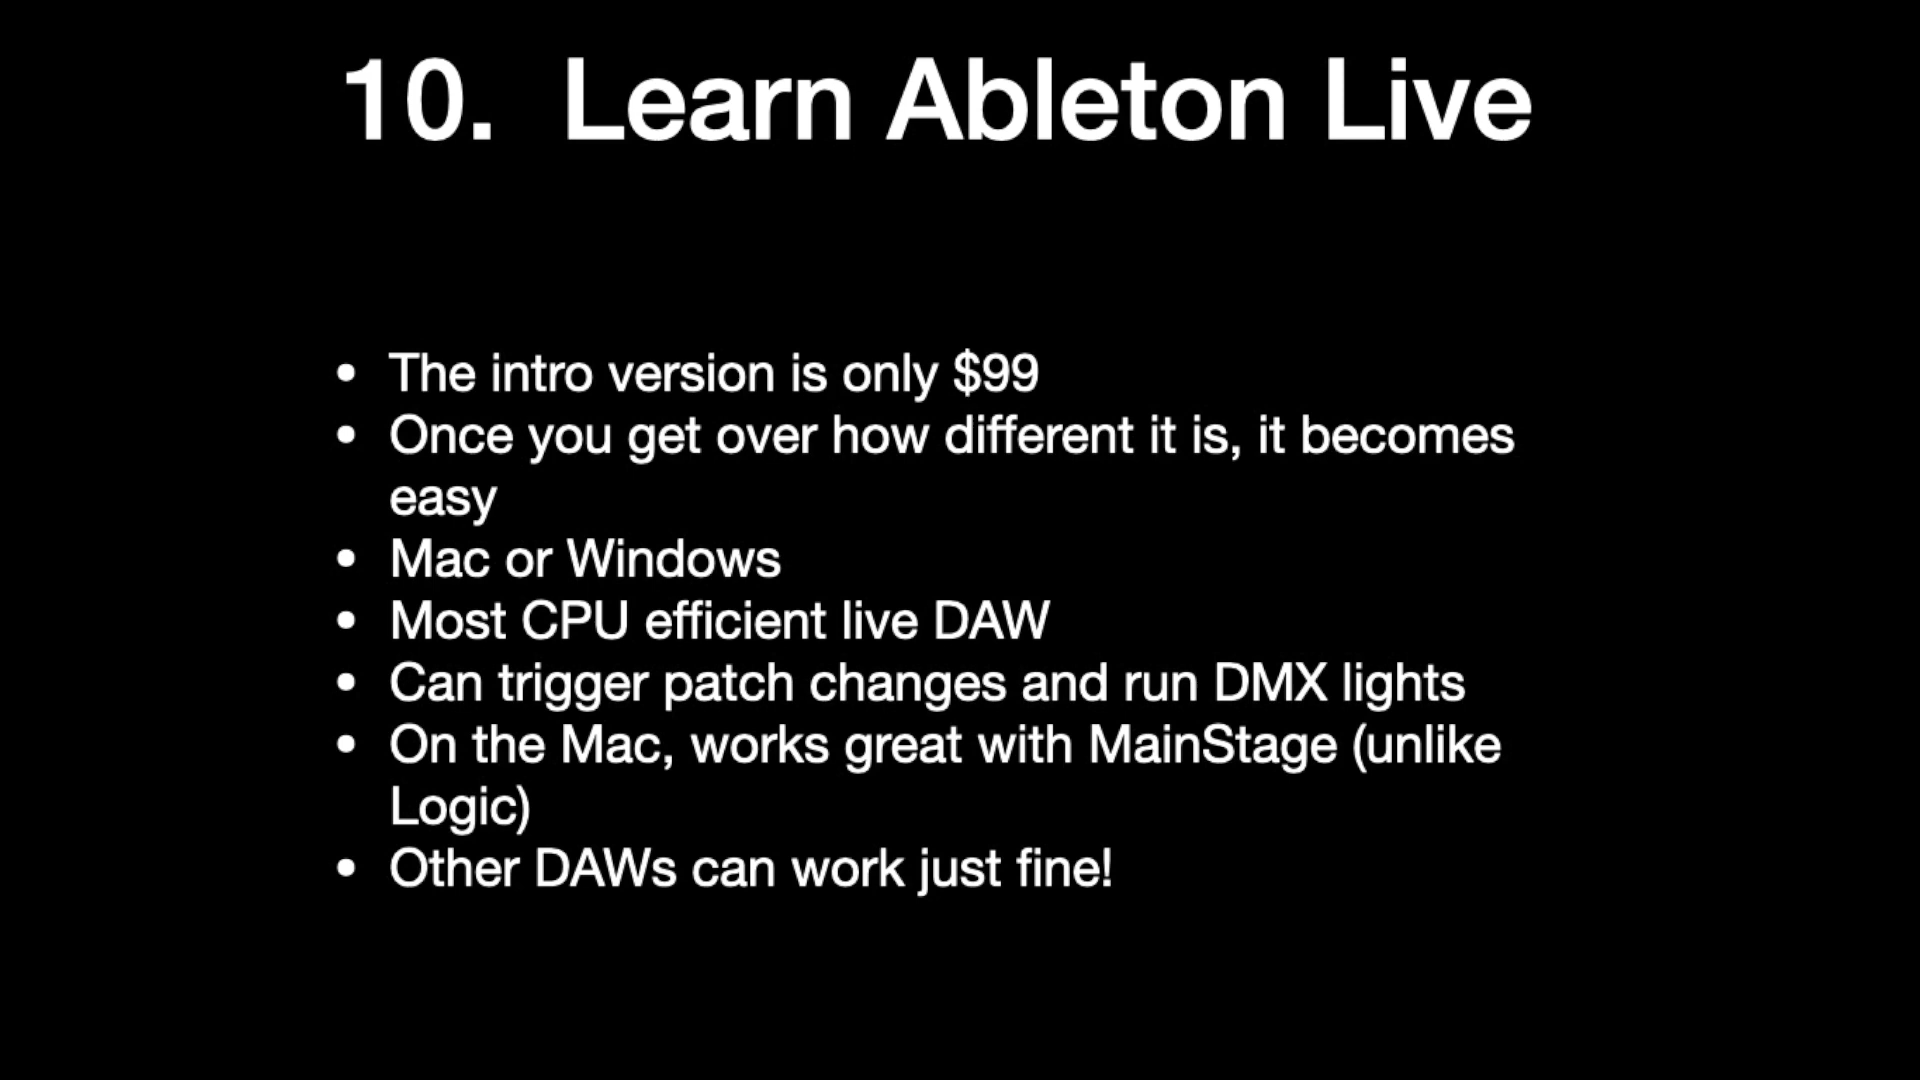 10. Learn Ableton Live
• The intro version is only $99
• Once you get over how different it is, it becomes
easy
• Mac or Windows
• Most CPU efficient live DAW
• Can trigger patch changes and run DMX lights
• On the Mac, works great with MainStage (unlike
Logic)
• Other DAWs can work just fine!